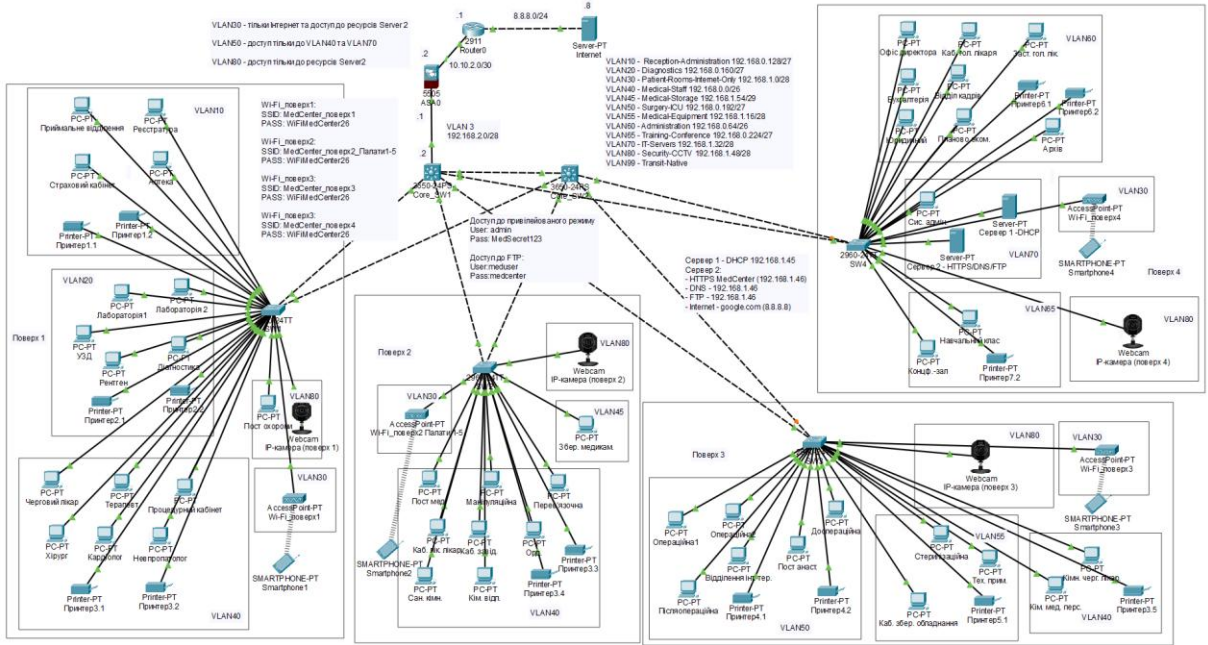 VLAN30 - тільки Інтернет та доступ до ресурсів Server2
VLAN50 - доступ тільки до VLAN40 та VLAN70
VLAN80 - доступ тільки до ресурсів Server2
.1
2911
Router0
8.8.8.0/24
.8
Server-PT
Internet
.2
10.10.2.0/30
5505
ASA0
.1
VLAN 3
192.168.2.0/28
.2
3650-24PS
Core_SW1
3650-24PS
VLAN10 - Reception-Administration 192.168.0.128/27
VLAN20 - Diagnostics 192.168.0.160/27
VLAN30 - Patient-Rooms-Internet-Only 192.168.1.0/28
VLAN40 - Medical-Staff 192.168.0.0/26
VLAN45 - Medical-Storage 192.168.1.54/29
VLAN50 - Surgery-ICU 192.168.0.192/27
VLAN55 - Medical-Equipment 192.168.1.16/28
VLAN60 - Administration 192.168.0.64/26
VLAN65 - Training-Conference 192.168.0.224/27
VLAN70 - IT-Servers 192.168.1.32/28
VLAN80 - Security-CCTV 192.168.1.48/28
VLAN99 - Transit-Native
Wi-Fi_поверх1:
SSID: MedCenter_поверх1
PASS: WiFiMedCenter26
Wi-Fi_поверх2:
SSID: MedCenter_поверх2_Палати1-5
PASS: WiFiMedCenter26
Wi-Fi_поверх3:
SSID: MedCenter_поверх3
PASS: WiFiMedCenter26
Wi-Fi_поверх3:
SSID: MedCenter_поверх4
PASS: WiFiMedCenter26
Доступ до привілейованого режиму
User: admin
Pass: MedSecret123
Доступ до FTP:
User:meduser
Pass:medcenter
Сервер 1 - DHCP 192.168.1.45
Сервер 2:
- HTTPS MedCenter (192.168.1.46)
- DNS - 192.168.1.46
- FTP - 192.168.1.46
- Internet - google.com (8.8.8.8)
Поверх 1
VLAN10
PC-PT
Приймальне відділення
PC-PT
Реєстратура
PC-PT
Страховий кабінет
PC-PT
Аптека
Printer-PT
Принтер1.1
Printer-PT
Принтер1.2
VLAN20
PC-PT
Лабораторія1
PC-PT
Лабораторія 2
PC-PT
УЗД
PC-PT
Рентген
PC-PT
Діагностика
Printer-PT
Принтер2.1
Printer-PT
VLAN80
PC-PT
Пост охорони
Webcam
IP-камера (поверх 1)
PC-PT
Черговий лікар
PC-PT
Терапевт
PC-PT
Процедурний кабінет
PC-PT
Хірург
PC-PT
Кардіолог
PC-PT
Невропатолог
Printer-PT
Принтер3.1
Printer-PT
Принтер3.2
VLAN40
VLAN30
AccessPoint-PT
Wi-Fi_поверх1
SMARTPHONE-PT
Smartphone1
Поверх 2
VLAN80
Webcam
IP-камера (поверх 2)
VLAN30
AccessPoint-PT
Wi-Fi_поверх2 Палати1-5
VLAN45
PC-PT
Збер. медикам.
PC-PT
Пост мед.
PC-PT
Маніпуляційна
PC-PT
Перев'язочна
PC-PT
PC-PT
Каб. завід.
PC-PT
Орд.
Printer-PT
Принтер3.3
SMARTPHONE-PT
Smartphone2
PC-PT
Сан. кімн.
PC-PT
Кім. відп.
Printer-PT
Принтер3.4
VLAN40
Поверх 3
VLAN80
Webcam
IP-камера (поверх 3)
VLAN30
AccessPoint-PT
Wi-Fi_поверх3
SMARTPHONE-PT
Smartphone3
PC-PT
Операційна1
PC-PT
PC-PT
Доопераційна
PC-PT
PC-PT
Пост анаст.
PC-PT
Післяопераційна
Printer-PT
Принтер4.1
Printer-PT
Принтер4.2
VLAN50
PC-PT
Стерилізаційна
VLAN55
PC-PT
Тех. прим.
PC-PT
Каб. збер. обладнання
Printer-PT
Принтер5.1
PC-PT
Кімн. черг. лікар.
PC-PT
Кім. мед. перс.
Printer-PT
Принтер3.5
VLAN40
Поверх 4
VLAN60
PC-PT
Офіс директора
PC-PT
Каб. гол. лікаря
PC-PT
Заст. гол. лік.
PC-PT
Бухгалтерія
PC-PT
Відділ кадрів
Printer-PT
Принтер6.1
Printer-PT
Принтер6.2
PC-PT
Юридичний
PC-PT
Планово-еком.
PC-PT
Архів
PC-PT
Сис. адмін
Server-PT
Сервер 1 -DHCP
Server-PT
Сервер 2 - HTTPS/DNS/FTP
VLAN70
VLAN30
AccessPoint-PT
Wi-Fi_поверх4
SMARTPHONE-PT
Smartphone4
SW4
VLAN65
PC-PT
Навчальний клас
PC-PT
Конф.-зал
Printer-PT
Принтер7.2
VLAN80
Webcam
IP-камера (поверх 4)